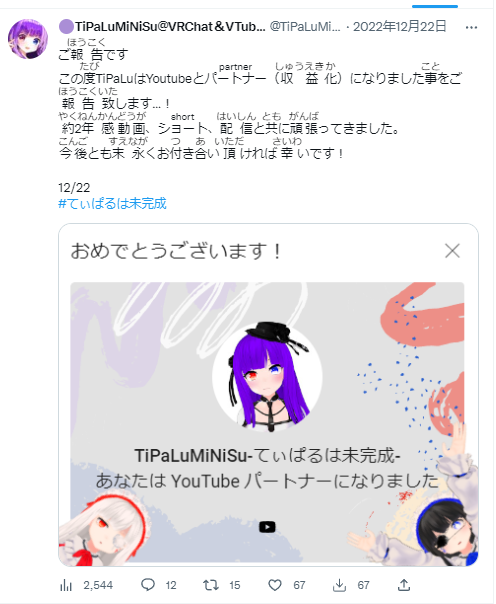 TiPaLuMiNiSu@VRChat&VTub... @TiPaLuMi... · 2022年12月22日
ほうこく
ご報告です
たび partner しゅうえきか こと
この度TiPaLuはYoutubeとパートナー（収益化）になりました事をご
ほうこくいた
報告致します...！
やくねんかんどうが short はいしん とも がんば
約2年感動画、ショート、配信と共に頑張ってきました。
こんご すえなが つ あ いただ さいわ
今後とも末永くお付き合い頂ければ幸いです！
12/22
#てぃぱるは未完成
おめでとうございます！
TiPaLuMiNiSu-てぃぱるは未完成-
あなたは YouTube パートナーになりました
2,544 12 15 67 67